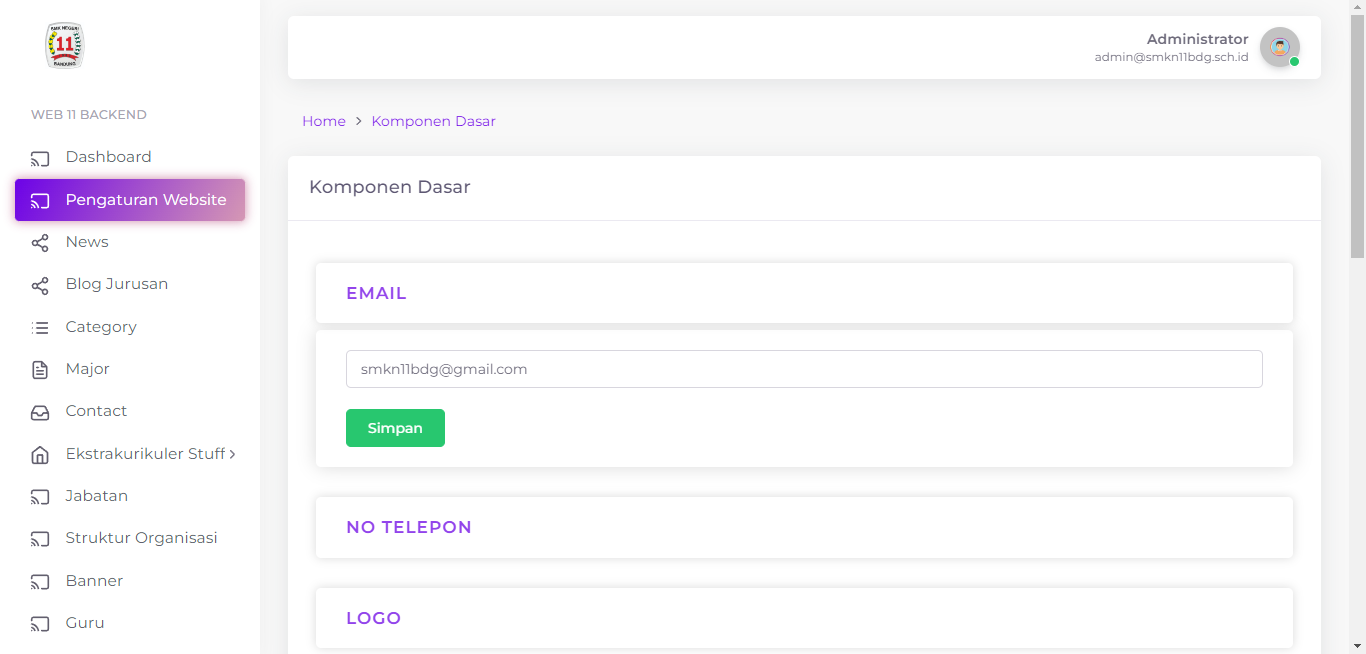 SMK NEGERI
11
BANDUNG
Administrator
admin@smkn11bdg.sch.id
WEB 11 BACKEND
Dashboard
Pengaturan Website
News
Blog Jurusan
Category
Major
Contact
Ekstrakurikuler Stuff
Jabatan
Struktur Organisasi
Banner
Guru
Home > Komponen Dasar
Komponen Dasar
EMAIL
smkn11bdg@gmail.com
Simpan
NO TELEPON
LOGO